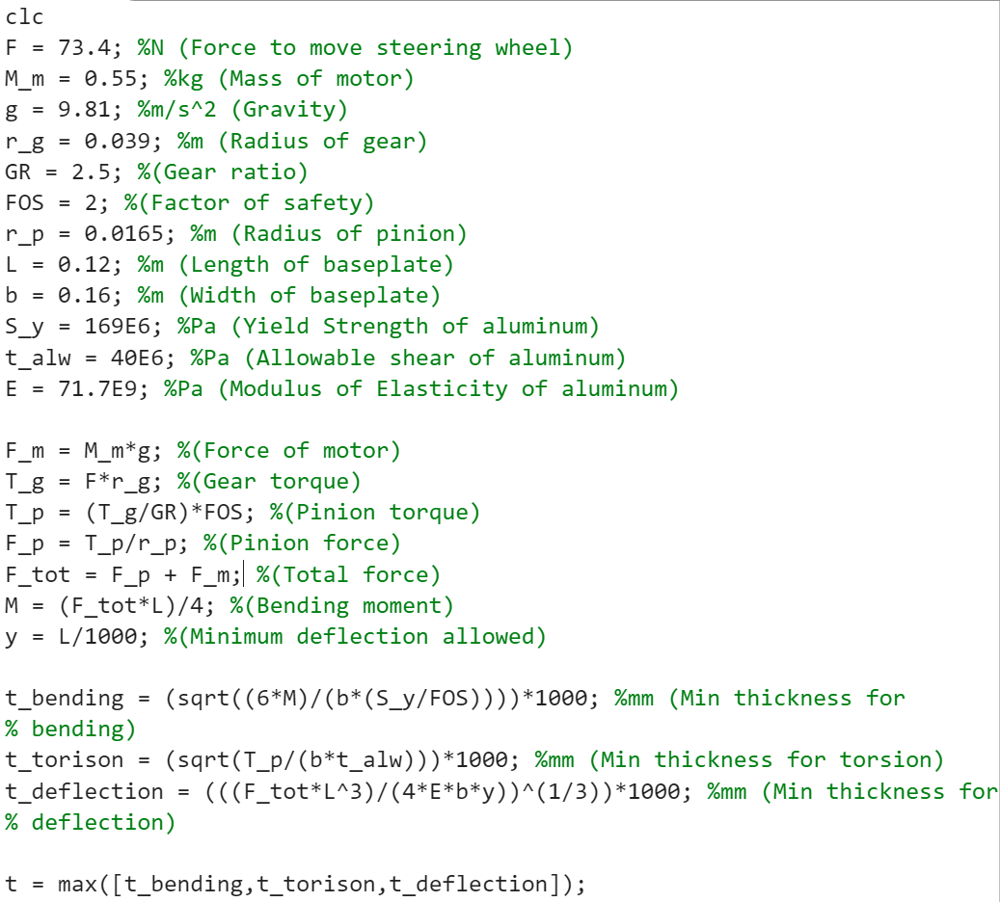 clc
F = 73.4; %N (Force to move steering wheel)
M_m = 0.55; %kg (Mass of motor)
g = 9.81; %m/s^2 (Gravity)
r_g = 0.039; %m (Radius of gear)
GR = 2.5; %(Gear ratio)
FOS = 2; %(Factor of safety)
r_p = 0.0165; %m (Radius of pinion)
L = 0.12; %m (Length of baseplate)
b = 0.16; %m (Width of baseplate)
S_y = 169E6; %Pa (Yield Strength of aluminum)
t_alw = 40E6; %Pa (Allowable shear of aluminum)
E = 71.7E9; %Pa (Modulus of Elasticity of aluminum)

F_m = M_m*g; %(Force of motor)
T_g = F*r_g; %(Gear torque)
T_p = (T_g/GR)*FOS; %(Pinion torque)
F_p = T_p/r_p; %(Pinion force)
F_tot = F_p + F_m; %(Total force)
M = (F_tot*L)/4; %(Bending moment)
y = L/1000; %(Minimum deflection allowed)

t_bending = (sqrt((6*M)/(b*(S_y/FOS))))*1000; %mm (Min thickness for
% bending)
t_torison = (sqrt(T_p/(b*t_alw)))*1000; %mm (Min thickness for torsion)
t_deflection = (((F_tot*L^3)/(4*E*b*y))^(1/3))*1000; %mm (Min thickness for
% deflection)

t = max([t_bending,t_torison,t_deflection]);